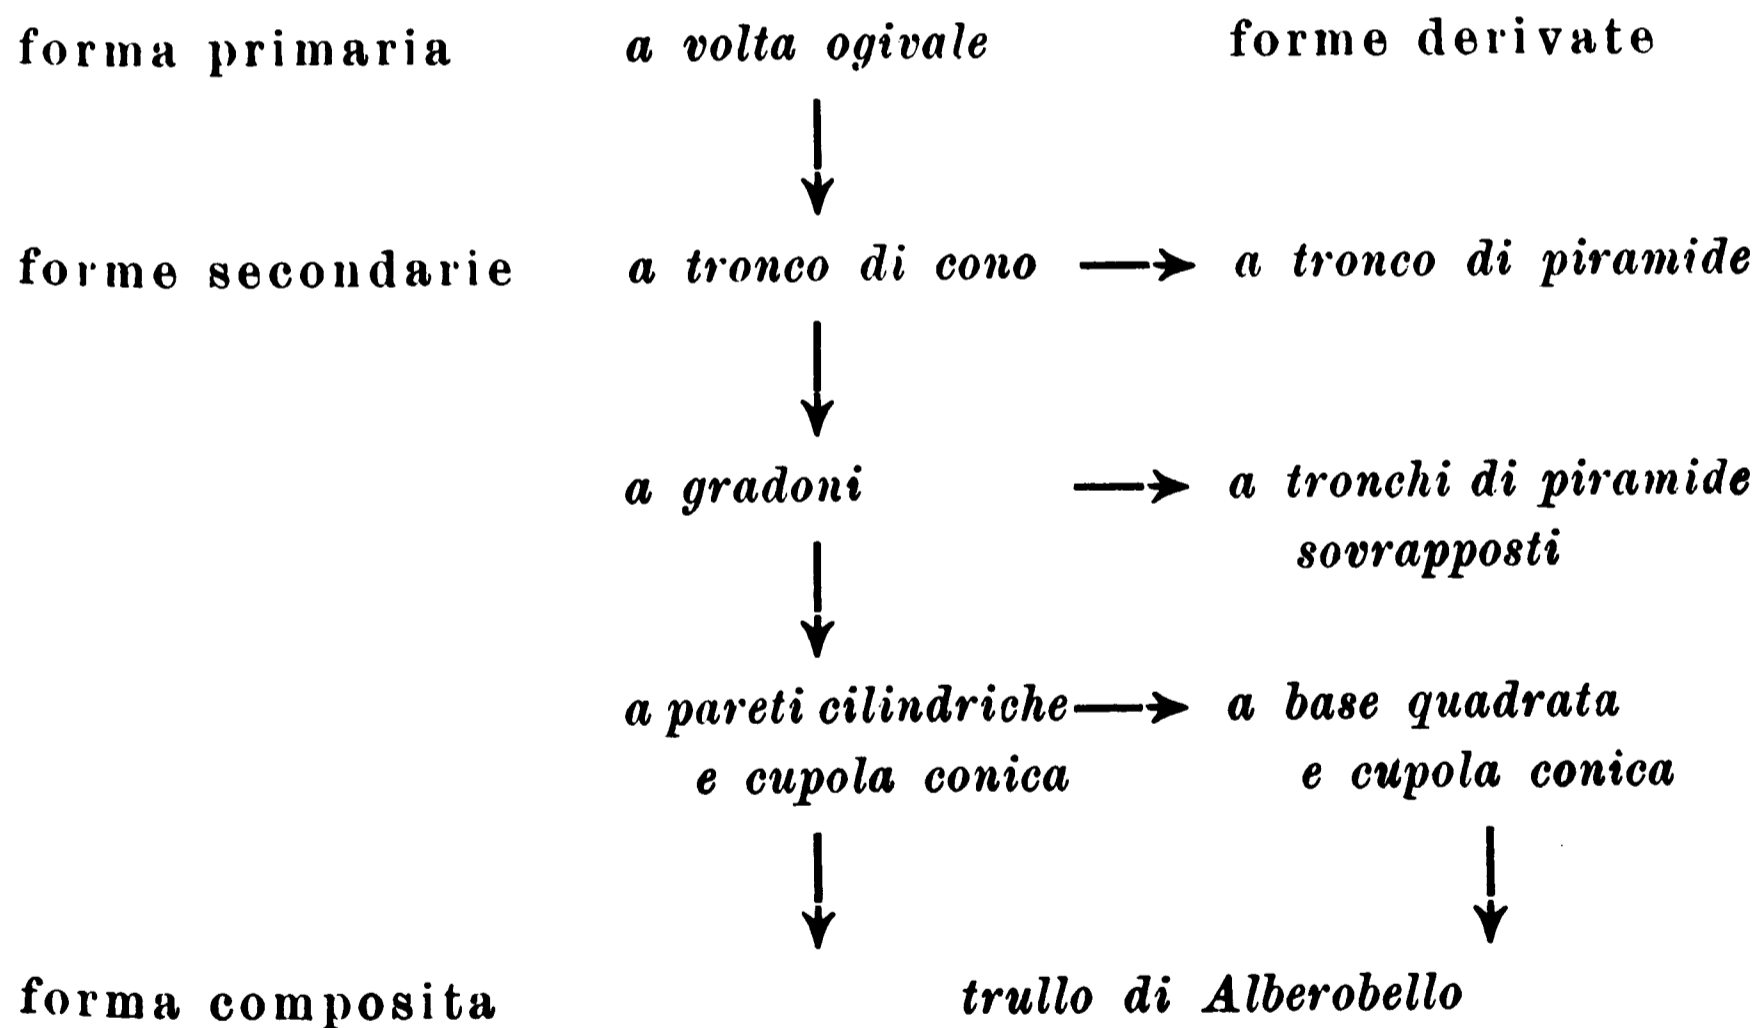 forma primaria a volta ogivale forme derivate
forme secondarie a tronco di cono a tronco di piramide
a gradoni a tronchi di piramide
sovrapposti
a pareti cilindriche a base quadrata
e cupola conica e cupola conica
forma composita trullo di Alberobello